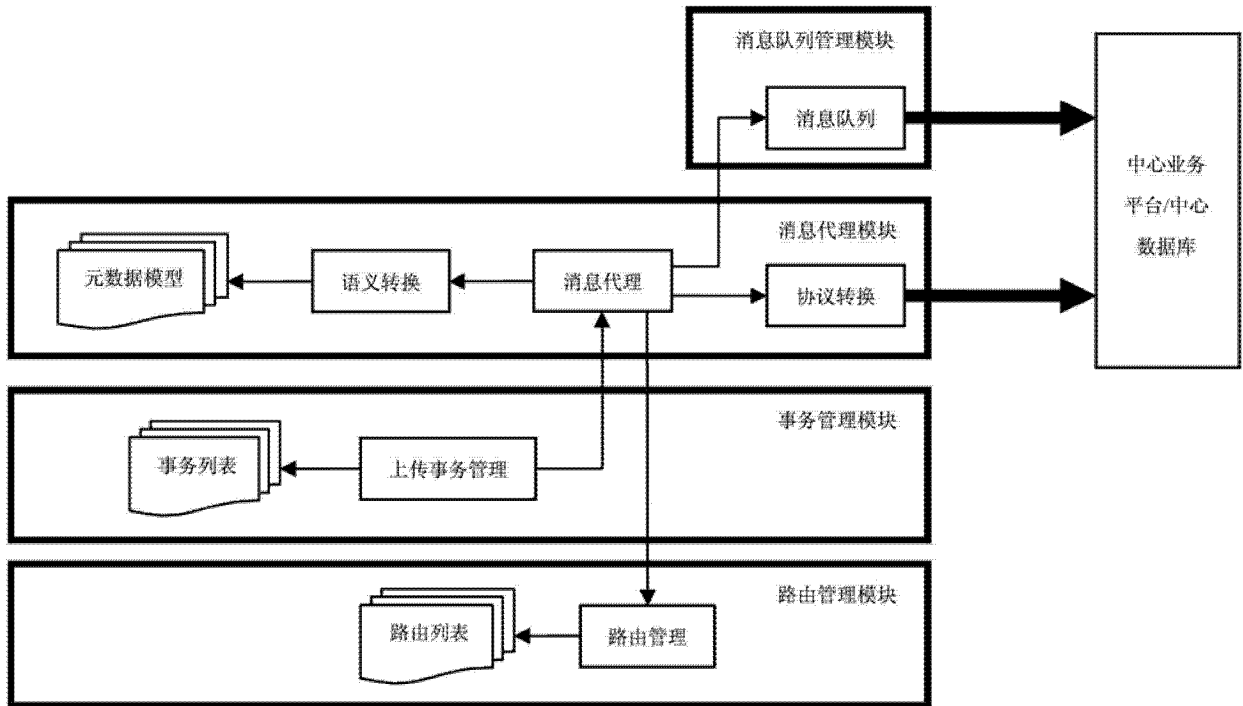 消息队列管理模块
消息队列
中心业务
平台/中心
数据库
消息代理模块
元数据模型
语义转换
消息代理
协议转换
事务管理模块
事务列表
上传事务管理
路由管理模块
路由列表
路由管理